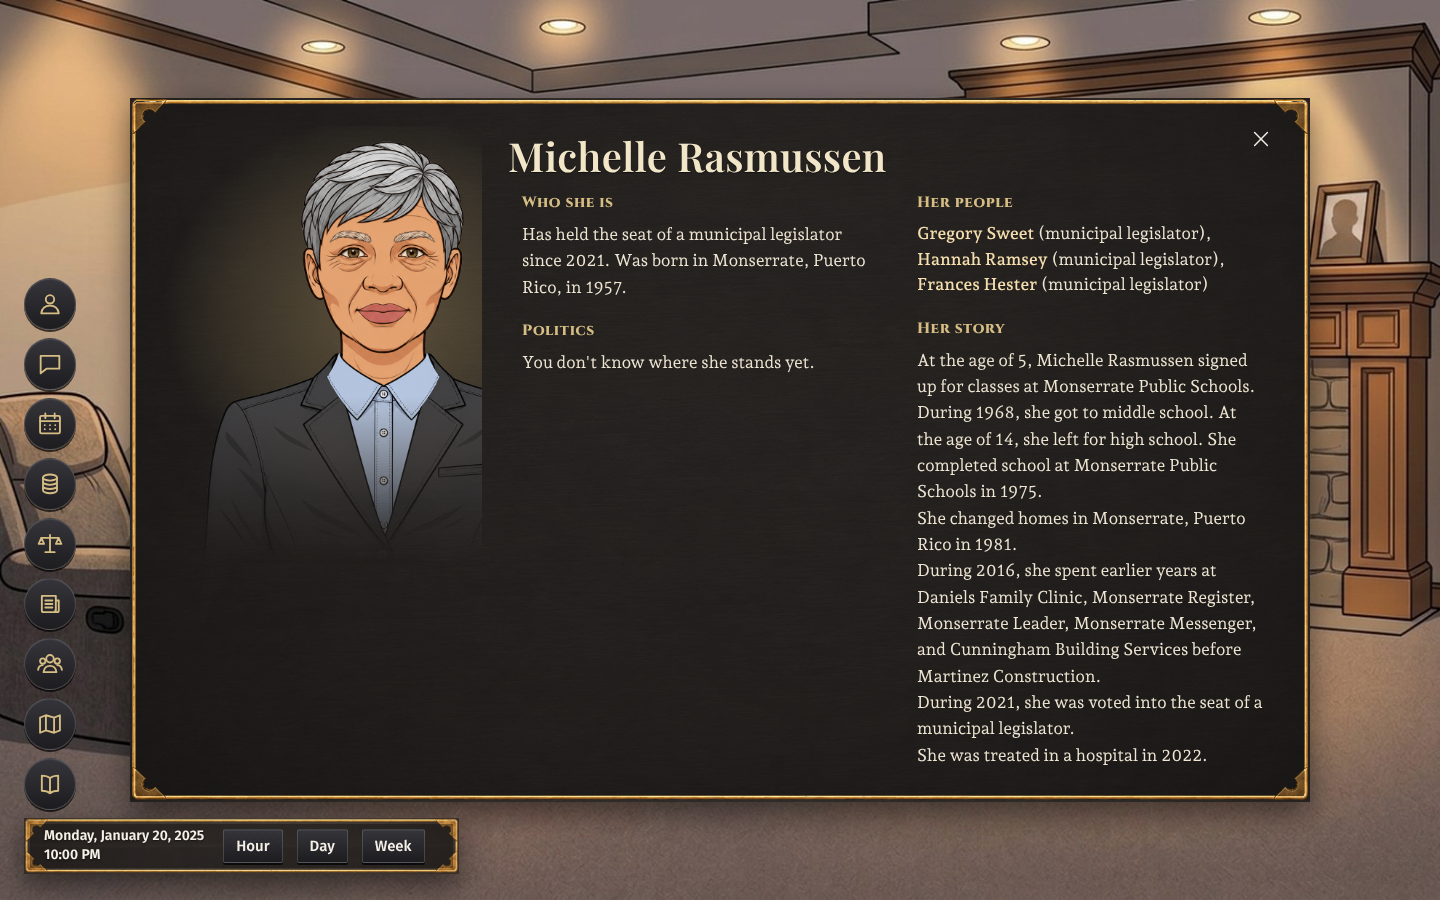 Michelle Rasmussen
Who she is
Has held the seat of a municipal legislator
since 2021. Was born in Monserrate, Puerto
Rico, in 1957.
Politics
You don't know where she stands yet.
Her people
Gregory Sweet (municipal legislator),
Hannah Ramsey (municipal legislator),
Frances Hester (municipal legislator)
Her story
At the age of 5, Michelle Rasmussen signed
up for classes at Monserrate Public Schools.
During 1968, she got to middle school. At
the age of 14, she left for high school. She
completed school at Monserrate Public
Schools in 1975.
She changed homes in Monserrate, Puerto
Rico in 1981.
During 2016, she spent earlier years at
Daniels Family Clinic, Monserrate Register,
Monserrate Leader, Monserrate Messenger,
and Cunningham Building Services before
Martinez Construction.
During 2021, she was voted into the seat of a
municipal legislator.
She was treated in a hospital in 2022.
Monday, January 20, 2025
10:00 PM
Hour
Day
Week